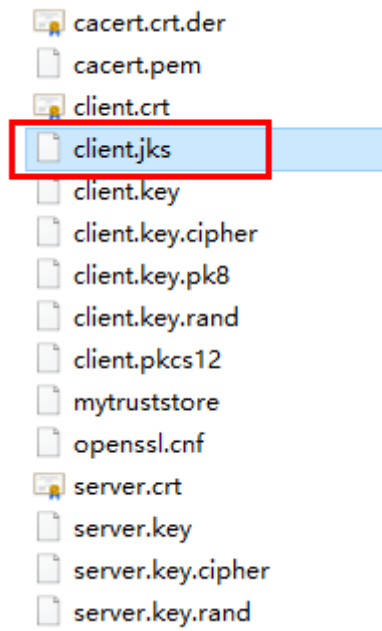 cacert.crt.der
cacert.pem
client.crt
client.jks
client.key
client.key.cipher
client.key.pk8
client.key.rand
client.pkcs12
mytruststore
openssl.cnf
server.crt
server.key
server.key.cipher
server.key.rand